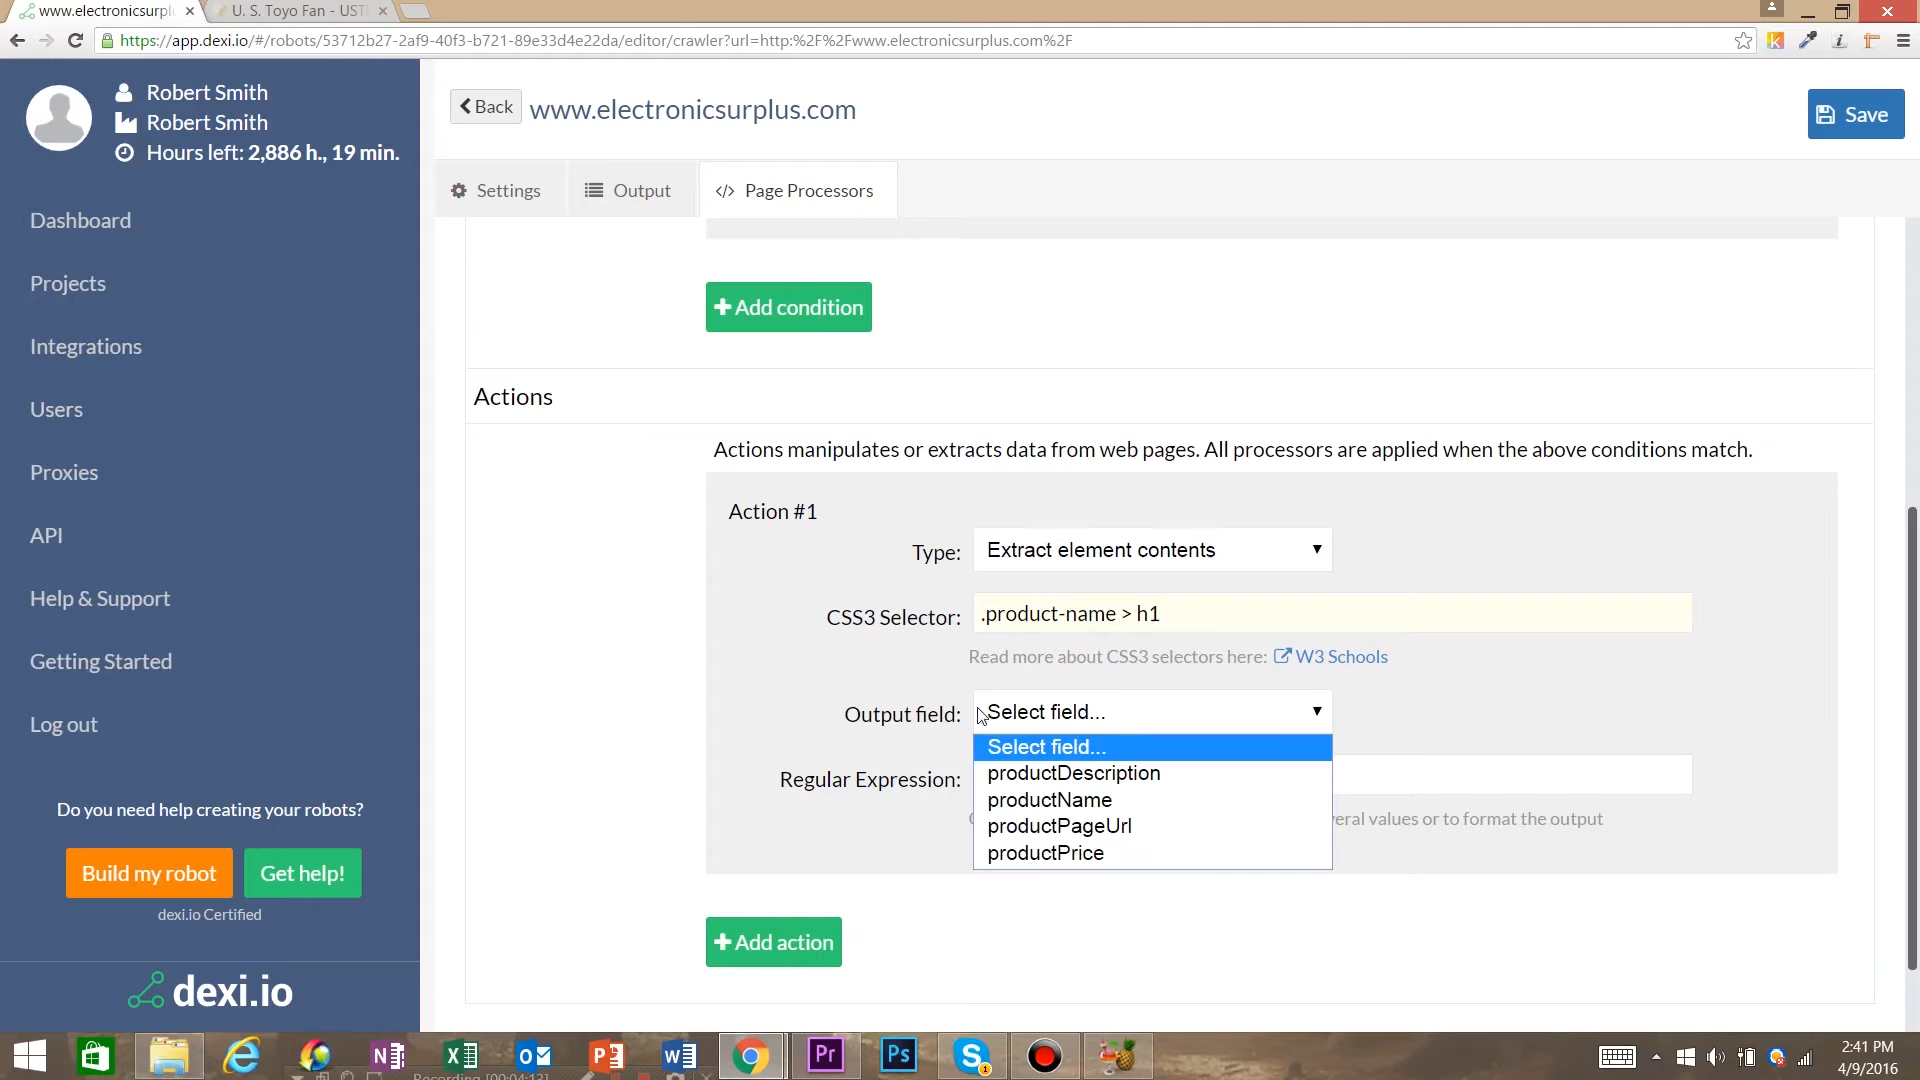 www.electronicsurpl
U. S. Toyo Fan - UST
https://app.dexi.io/#/robots/53712b27-2af9-40f3-b721-89e33d4e22da/editor/crawler?url=http:%2F%2Fwww.electronicsurplus.com%2F
Robert Smith
Robert Smith
Hours left: 2,886 h., 19 min.
Dashboard
Projects
Integrations
Users
Proxies
API
Help & Support
Getting Started
Log out
Do you need help creating your robots?
Build my robot
Get help!
dexi.io Certified
dexi.io
Back
www.electronicsurplus.com
Save
Settings
Output
</> Page Processors
+ Add condition
Actions
Actions manipulates or extracts data from web pages. All processors are applied when the above conditions match.
Action #1
Type: Extract element contents
CSS3 Selector: .product-name > h1
Read more about CSS3 selectors here: W3 Schools
Output field: Select field...
Select field...
productDescription
productName
productPageUrl
productPrice
Regular Expression:
eral values or to format the output
+ Add action
Recording [00:04:13]
2:41 PM
4/9/2016